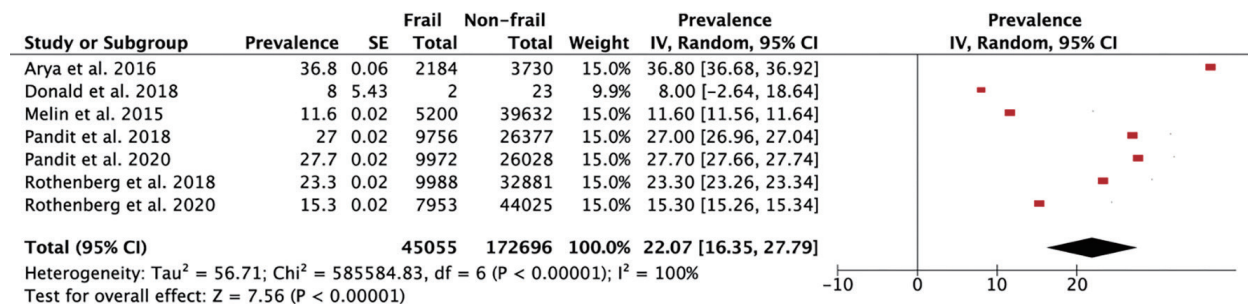 Frail Non-frail Prevalence Prevalence
Study or Subgroup Prevalence SE Total Total Weight IV, Random, 95% CI IV, Random, 95% CI
Arya et al. 2016 36.8 0.06 2184 3730 15.0% 36.80 [36.68, 36.92]
Donald et al. 2018 8 5.43 2 23 9.9% 8.00 [-2.64, 18.64]
Melin et al. 2015 11.6 0.02 5200 39632 15.0% 11.60 [11.56, 11.64]
Pandit et al. 2018 27 0.02 9756 26377 15.0% 27.00 [26.96, 27.04]
Pandit et al. 2020 27.7 0.02 9972 26028 15.0% 27.70 [27.66, 27.74]
Rothenberg et al. 2018 23.3 0.02 9988 32881 15.0% 23.30 [23.26, 23.34]
Rothenberg et al. 2020 15.3 0.02 7953 44025 15.0% 15.30 [15.26, 15.34]
Total (95% CI) 45055 172696 100.0% 22.07 [16.35, 27.79]
Heterogeneity: Tau² = 56.71; Chi² = 585584.83, df = 6 (P < 0.00001); I² = 100%
Test for overall effect: Z = 7.56 (P < 0.00001)
-10 0 10 20